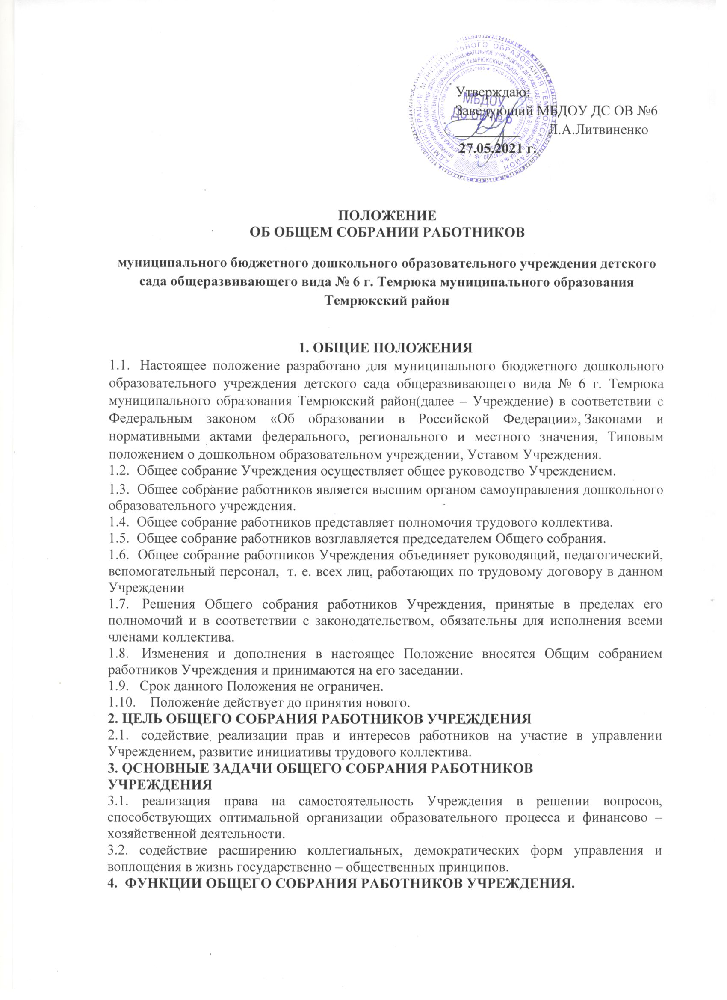 Утверждаю:
Заведующий МБДОУ ДС ОВ №6
Л.А.Литвиненко
27.05.2021 г.
МБДОУ
ДС ОВ № 6
ПОЛОЖЕНИЕ
ОБ ОБЩЕМ СОБРАНИИ РАБОТНИКОВ
муниципального бюджетного дошкольного образовательного учреждения детского
сада общеразвивающего вида № 6 г. Темрюка муниципального образования
Темрюкский район
1. ОБЩИЕ ПОЛОЖЕНИЯ
1.1. Настоящее положение разработано для муниципального бюджетного дошкольного
образовательного учреждения детского сада общеразвивающего вида № 6 г. Темрюка
муниципального образования Темрюкский район(далее – Учреждение) в соответствии с
Федеральным законом «Об образовании в Российской Федерации», Законами и
нормативными актами федерального, регионального и местного значения, Типовым
положением о дошкольном образовательном учреждении, Уставом Учреждения.
1.2. Общее собрание Учреждения осуществляет общее руководство Учреждением.
1.3. Общее собрание работников является высшим органом самоуправления дошкольного
образовательного учреждения.
1.4. Общее собрание работников представляет полномочия трудового коллектива.
1.5. Общее собрание работников возглавляется председателем Общего собрания.
1.6. Общее собрание работников Учреждения объединяет руководящий, педагогический,
вспомогательный персонал, т. е. всех лиц, работающих по трудовому договору в данном
Учреждении
1.7. Решения Общего собрания работников Учреждения, принятые в пределах его
полномочий и в соответствии с законодательством, обязательны для исполнения всеми
членами коллектива.
1.8. Изменения и дополнения в настоящее Положение вносятся Общим собранием
работников Учреждения и принимаются на его заседании.
1.9. Срок данного Положения не ограничен.
1.10. Положение действует до принятия нового.
2. ЦЕЛЬ ОБЩЕГО СОБРАНИЯ РАБОТНИКОВ УЧРЕЖДЕНИЯ
2.1. содействие реализации прав и интересов работников на участие в управлении
Учреждением, развитие инициативы трудового коллектива.
3. ОСНОВНЫЕ ЗАДАЧИ ОБЩЕГО СОБРАНИЯ РАБОТНИКОВ
УЧРЕЖДЕНИЯ
3.1. реализация права на самостоятельность Учреждения в решении вопросов,
способствующих оптимальной организации образовательного процесса и финансово –
хозяйственной деятельности.
3.2. содействие расширению коллегиальных, демократических форм управления и
воплощения в жизнь государственно – общественных принципов.
4. ФУНКЦИИ ОБЩЕГО СОБРАНИЯ РАБОТНИКОВ УЧРЕЖДЕНИЯ.